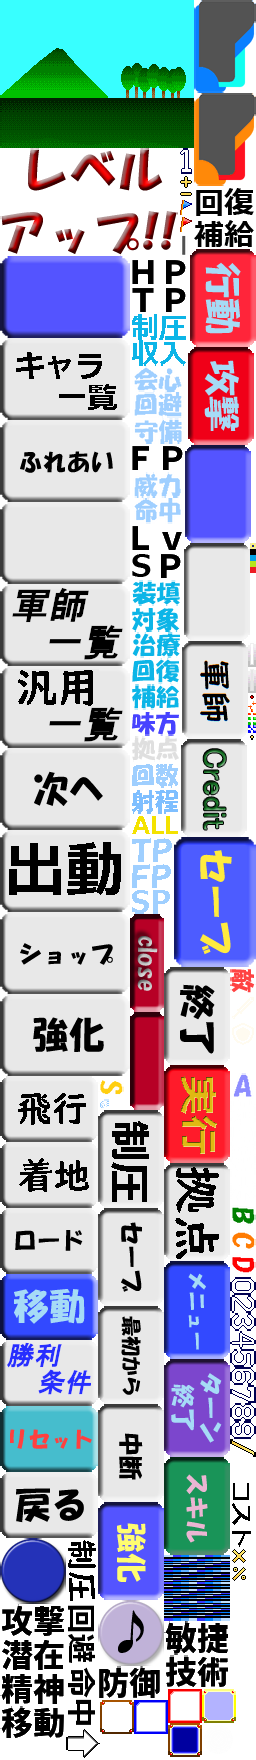 レベル
アップ!!
1
+
-
回復
補給
HP
TP
制圧
収入
会心
回避
守備
FP
威力
命中
Lv
SP
装填
対象
治療
回復
補給
味方
拠点
回数
射程
ALL
TP
FP
SP
キャラ
一覧
ふれあい
軍師
一覧
汎用
一覧
次へ
出動
ショップ
強化
飛行
着地
ロード
移動
勝利
条件
リセット
戻る
行動
攻撃
軍師
Credit
セーブ
close
終了
敵
S
A
実行
制圧
拠点
B
C
D
セーブ
メニュー
0123456789/
最初から
ターン
終了
中断
スキル
コスト
強化
制圧
回避
命中
♪
攻撃
潜在
精神
移動
防御
敏捷
技術